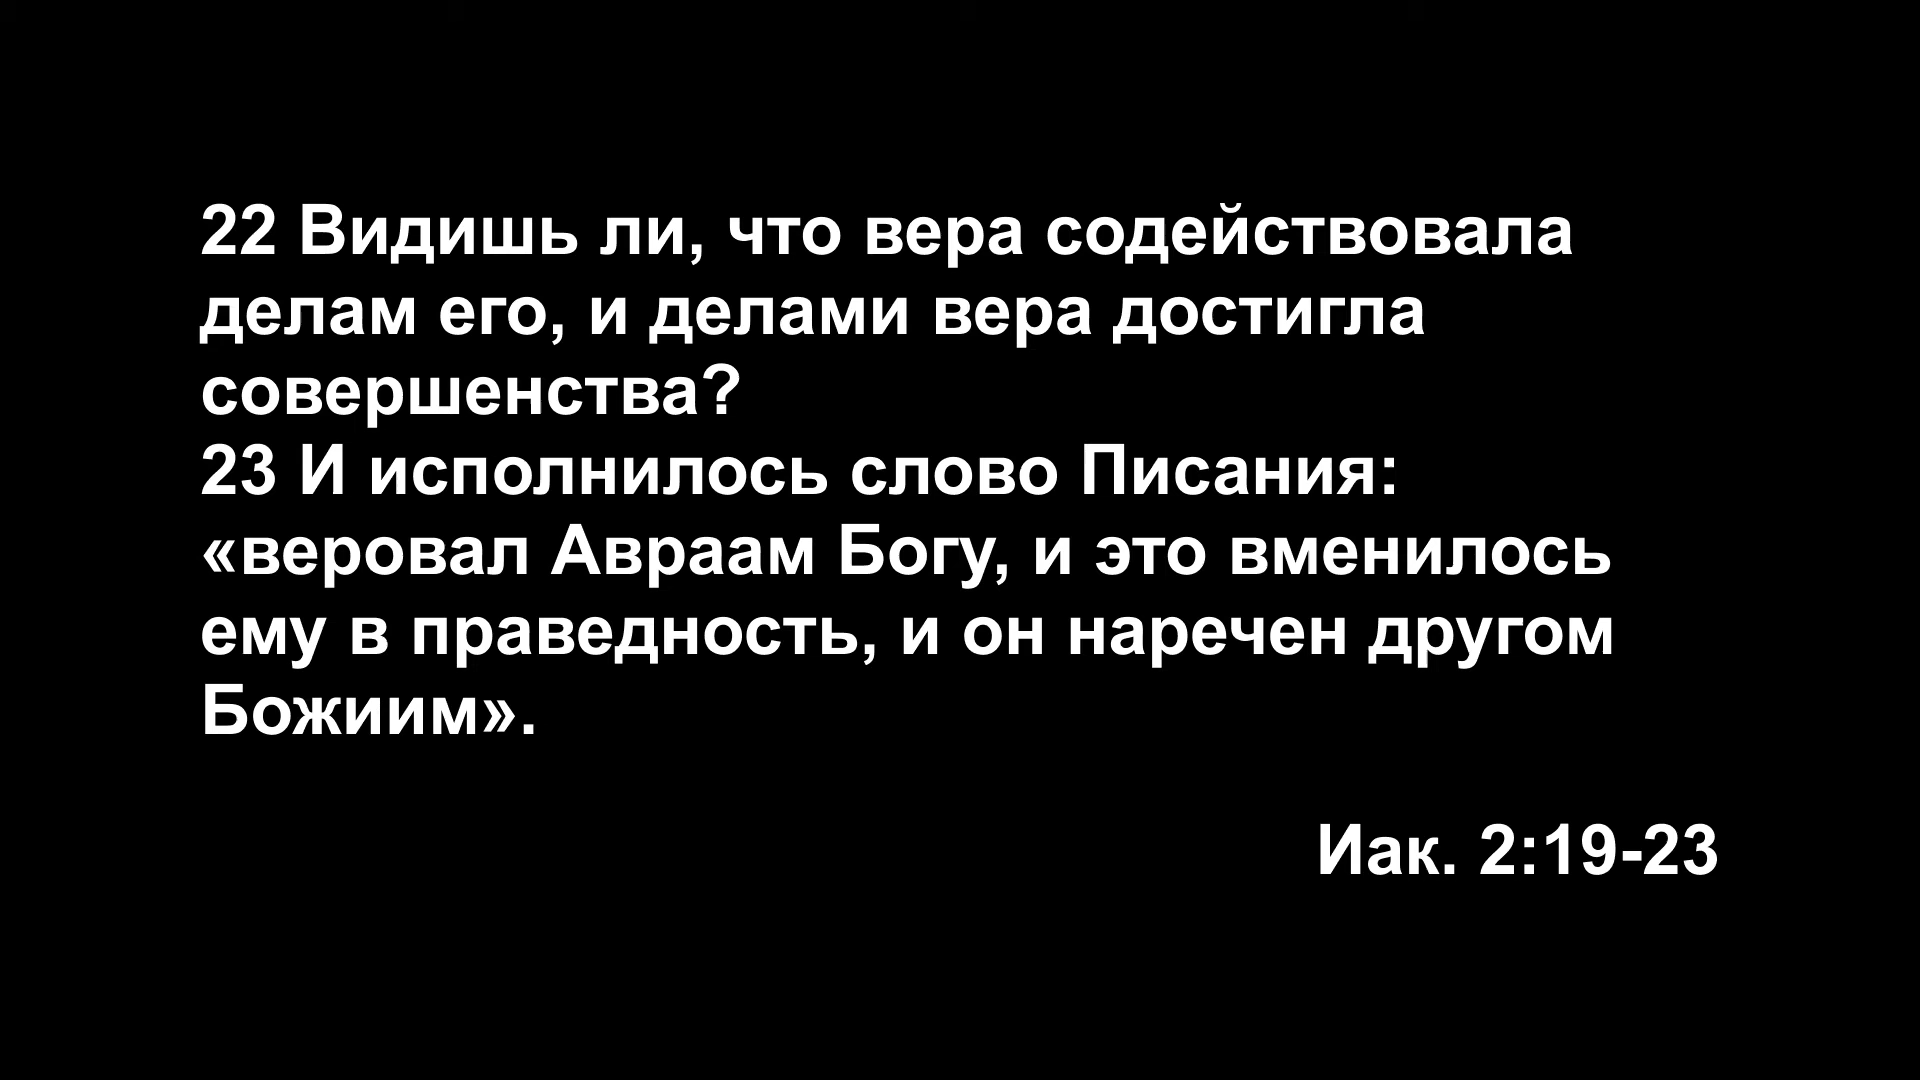 22 Видишь ли, что вера содействовала
делам его, и делами вера достигла
совершенства?
23 И исполнилось слово Писания:
«веровал Авраам Богу, и это вменилось
ему в праведность, и он наречен другом
Божиим».
Иак. 2:19-23